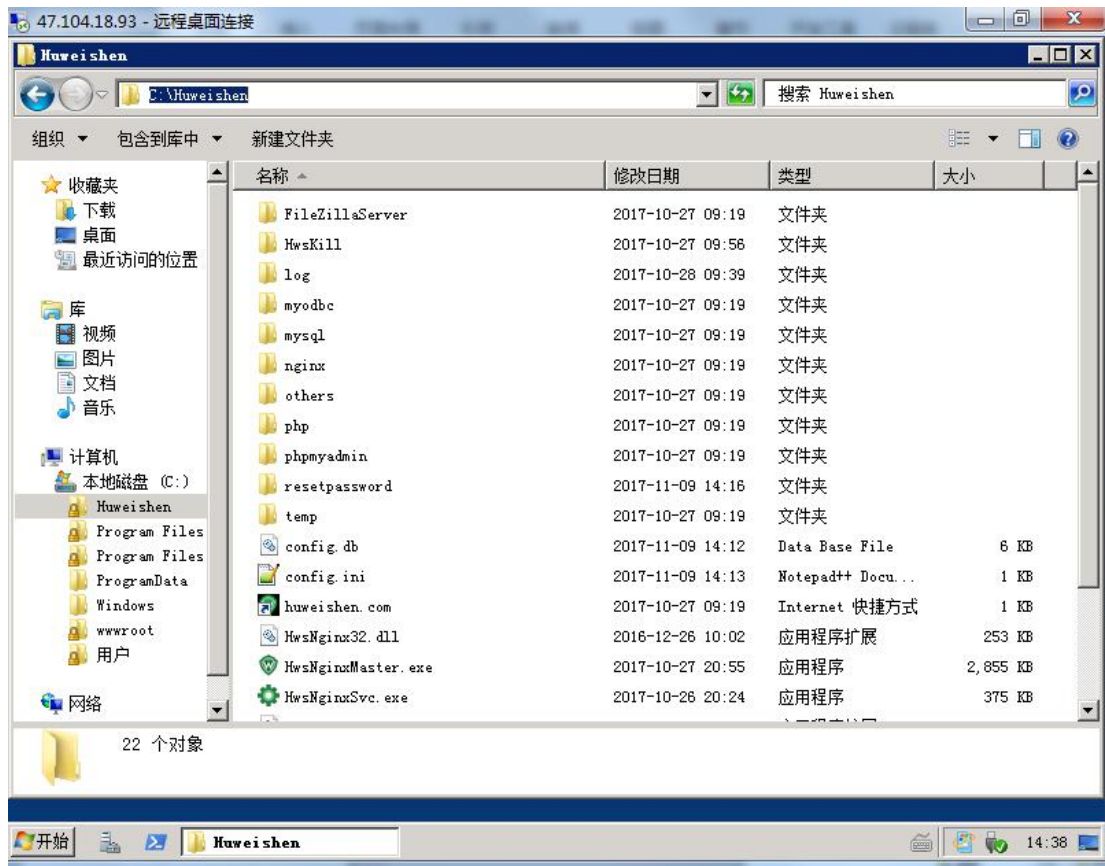 47.104.18.93 - 远程桌面连接
Huweishen
C:\Huweishen
搜索 Huweishen
组织 包含到库中 新建文件夹
名称 修改日期 类型 大小
收藏夹
下载
桌面
最近访问的位置
库
视频
图片
文档
音乐
计算机
本地磁盘 (C:)
Huweishen
Program Files
Program Files
ProgramData
Windows
wwwroot
用户
网络
FileZillaServer 2017-10-27 09:19 文件夹
HwsKill 2017-10-27 09:56 文件夹
log 2017-10-28 09:39 文件夹
myodbc 2017-10-27 09:19 文件夹
mysql 2017-10-27 09:19 文件夹
nginx 2017-10-27 09:19 文件夹
others 2017-10-27 09:19 文件夹
php 2017-10-27 09:19 文件夹
phpmyadmin 2017-10-27 09:19 文件夹
resetpassword 2017-11-09 14:16 文件夹
temp 2017-10-27 09:19 文件夹
config.db 2017-11-09 14:12 Data Base File 6 KB
config.ini 2017-11-09 14:13 Notepad++ Docu... 1 KB
huweishen.com 2017-10-27 09:19 Internet 快捷方式 1 KB
HwsNginx32.dll 2016-12-26 10:02 应用程序扩展 253 KB
HwsNginxMaster.exe 2017-10-27 20:55 应用程序 2,855 KB
HwsNginxSvc.exe 2017-10-26 20:24 应用程序 375 KB
22 个对象
开始 Huweishen 14:38